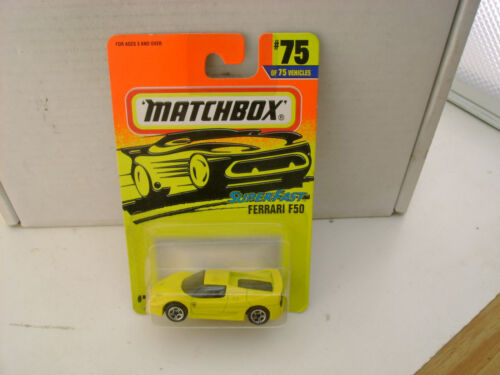 FOR AGES 3 AND OVER.
#75
OF 75 VEHICLES
"MATCHBOX"®
SUPERFAST
FERRARI F50